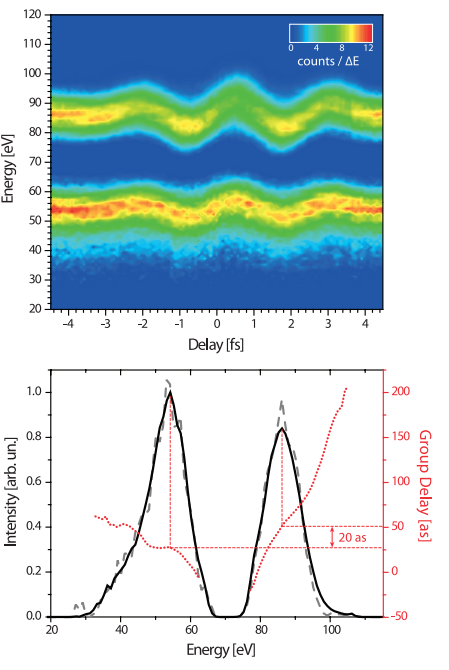 120
110
100
90
80
70
60
50
40
30
20
Energy [eV]
0 4 8 12
counts / ΔE
-4 -3 -2 -1 0 1 2 3 4
Delay [fs]
1.0
0.8
0.6
0.4
0.2
0.0
Intensity [arb. un.]
200
150
100
50
0
-50
Group Delay [as]
20 as
20 40 60 80 100
Energy [eV]